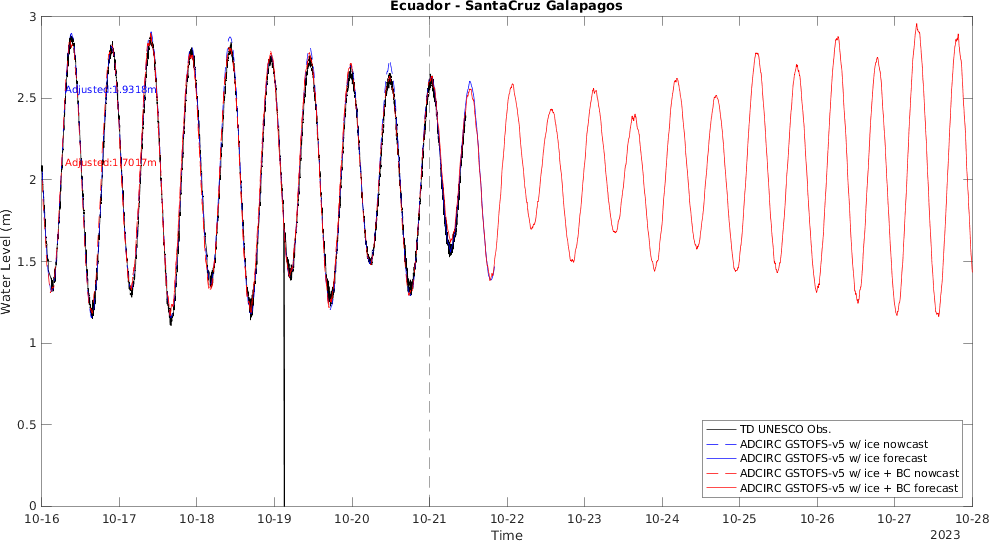 Ecuador - SantaCruz Galapagos
3
2.5
2
1.5
1
0.5
0
Water Level (m)
Adjusted:1.9318m
Adjusted:1.7017m
TD UNESCO Obs.
ADCIRC GSTOFS-v5 w/ ice nowcast
ADCIRC GSTOFS-v5 w/ ice forecast
ADCIRC GSTOFS-v5 w/ ice + BC nowcast
ADCIRC GSTOFS-v5 w/ ice + BC forecast
10-16 10-17 10-18 10-19 10-20 10-21 10-22 10-23 10-24 10-25 10-26 10-27 10-28
Time
2023